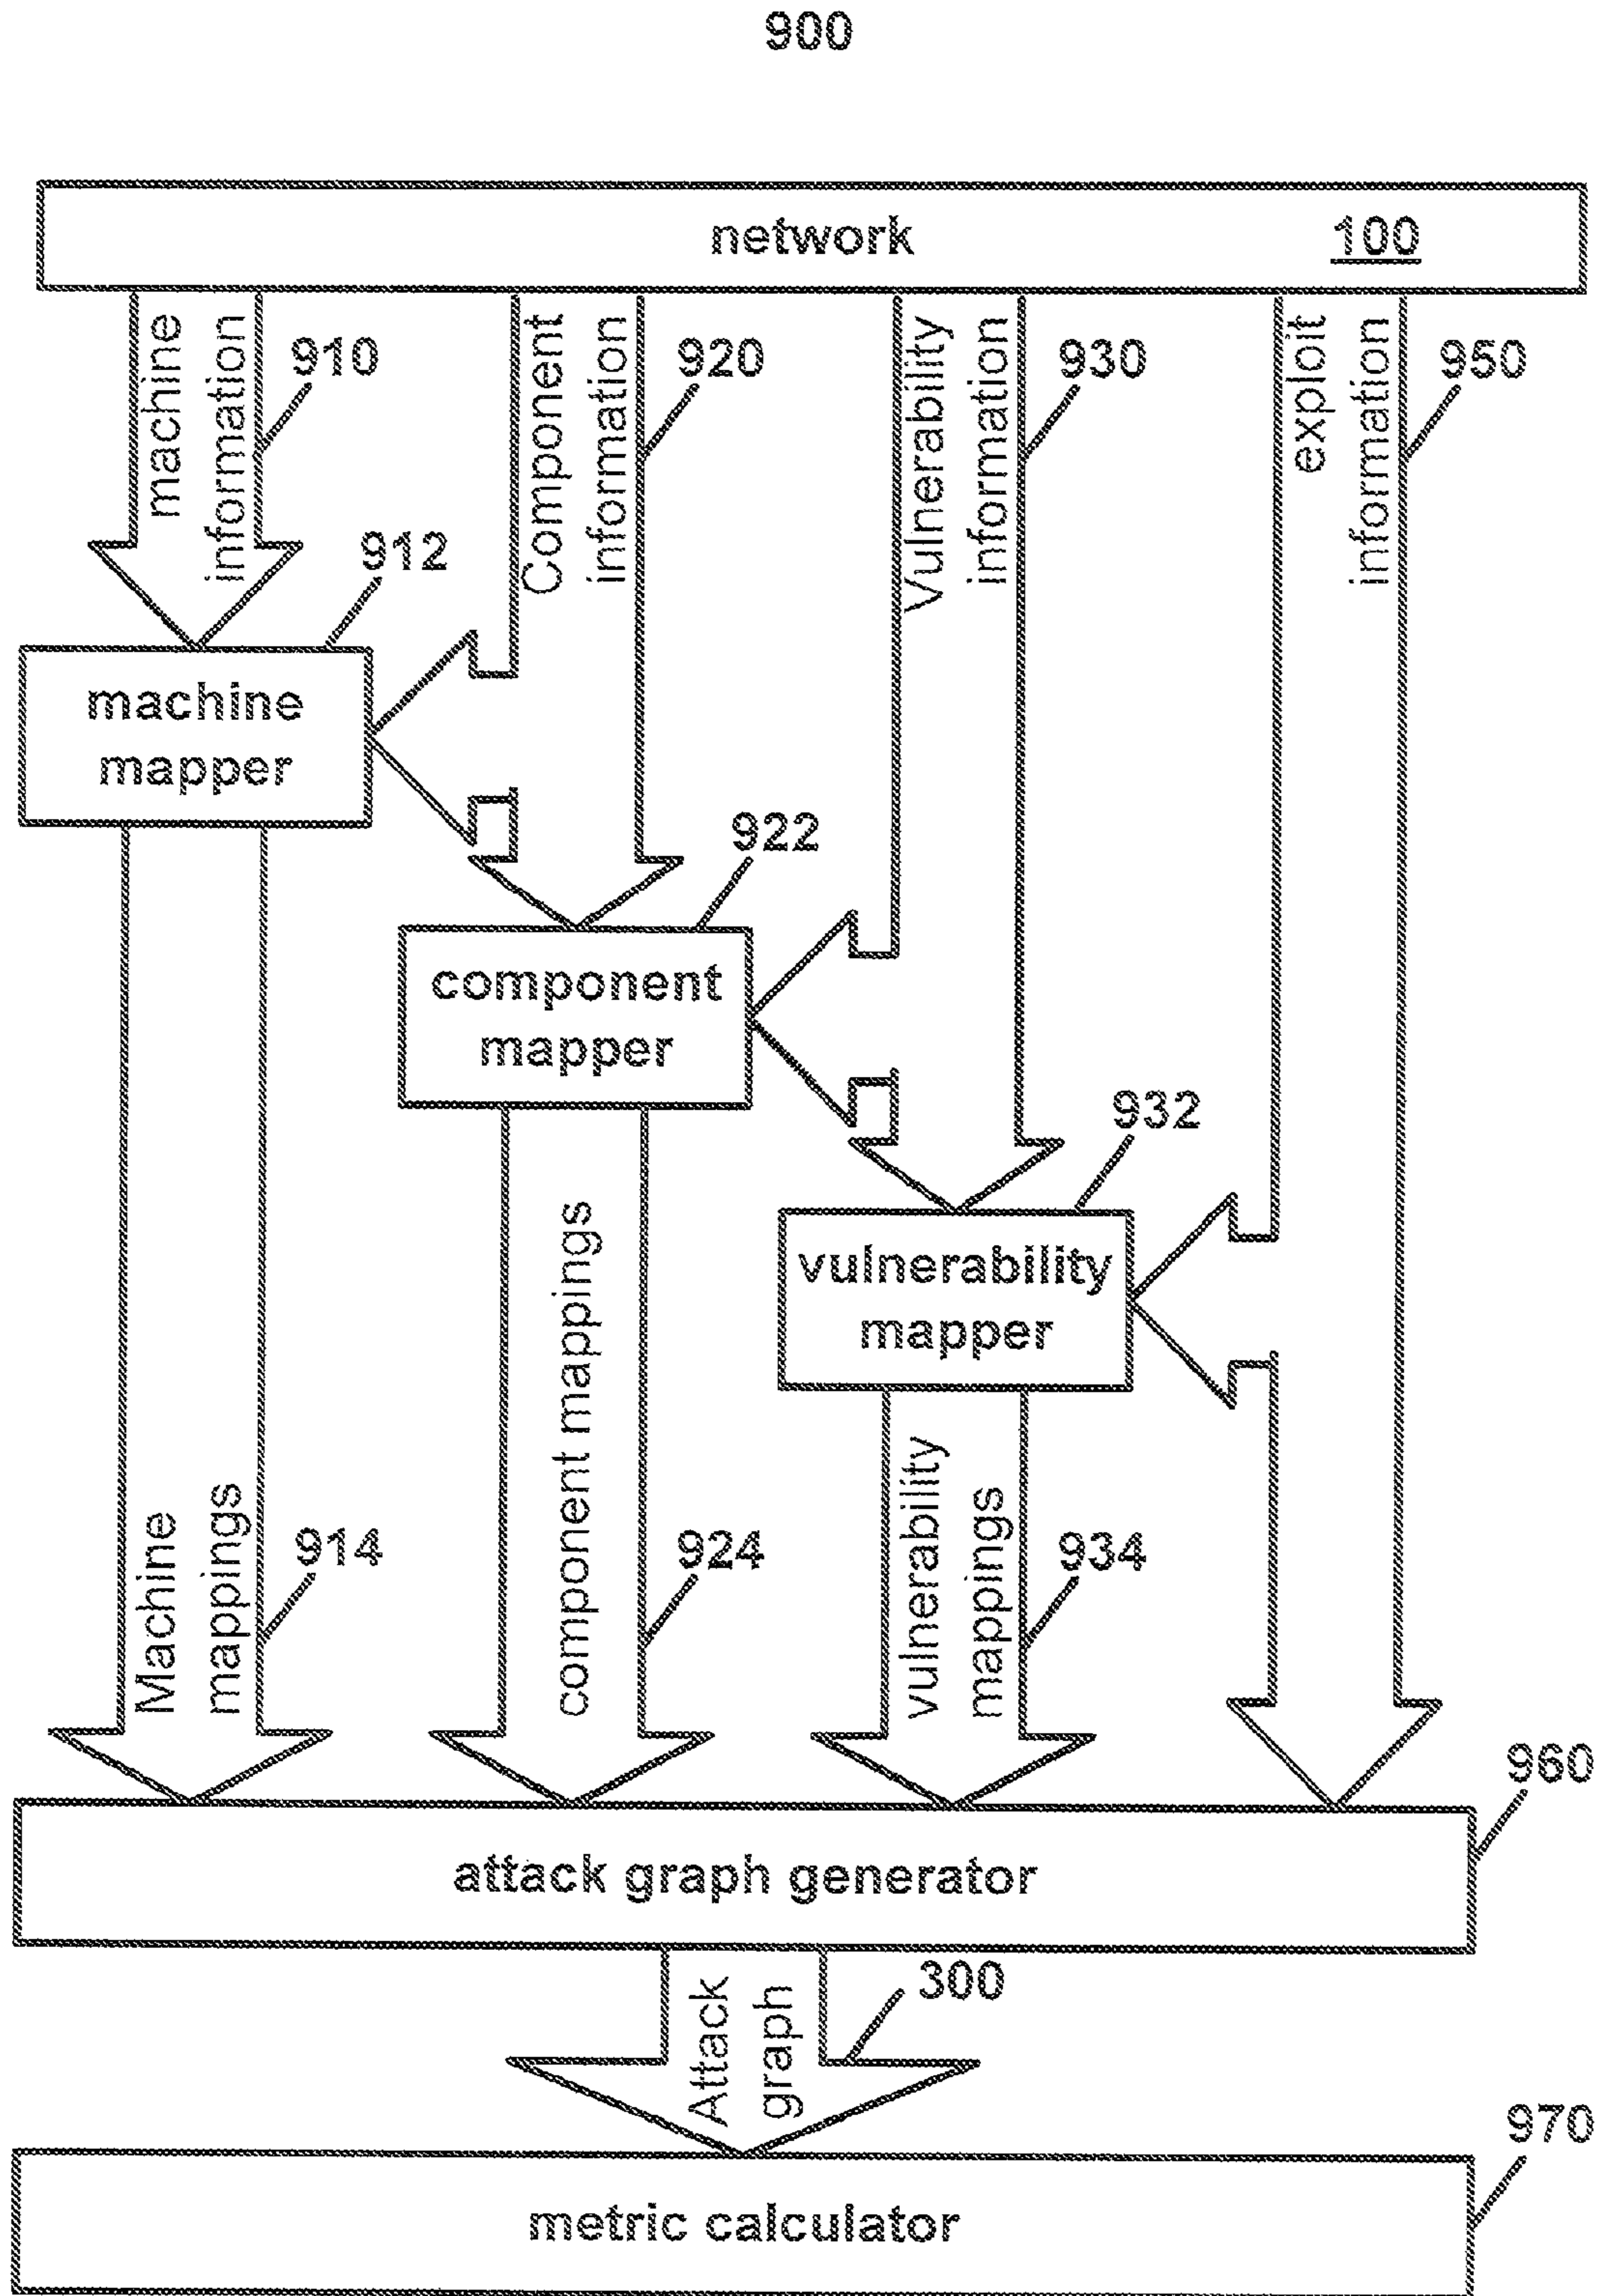 900
network 100
machine
information
910
Component
information
920
Vulnerability
information
930
exploit
information
950
912
machine
mapper
922
component
mapper
932
vulnerability
mapper
Machine
mappings
914
component mappings
924
vulnerability
mappings
934
960
attack graph generator
Attack
graph
300
970
metric calculator